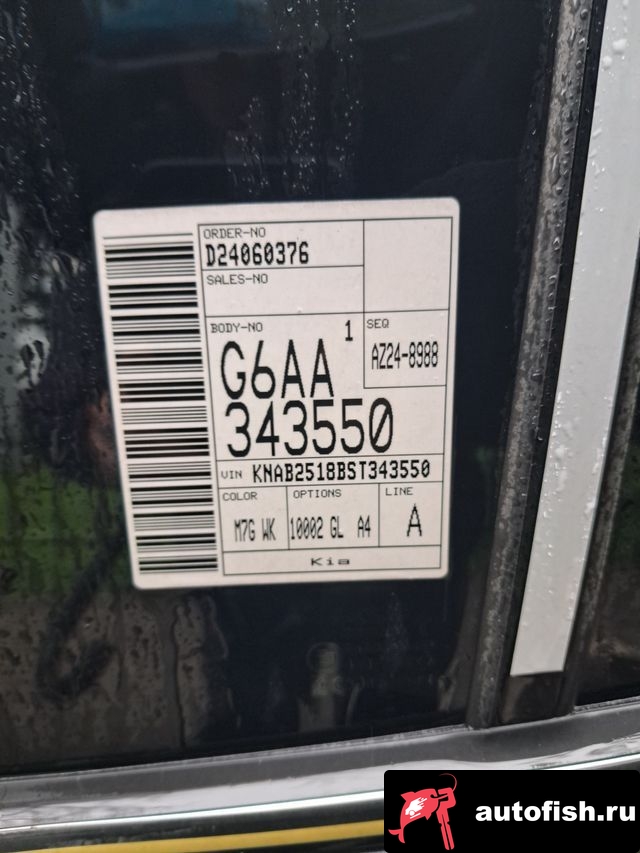 ORDER-NO
D24060376
SALES-NO
BODY-NO 1
SEQ
G6AA
AZ24-8988
343550
VIN KNAB2518BST343550
COLOR OPTIONS LINE
M7G WK 10002 GL A4 A
Kia
autofish.ru